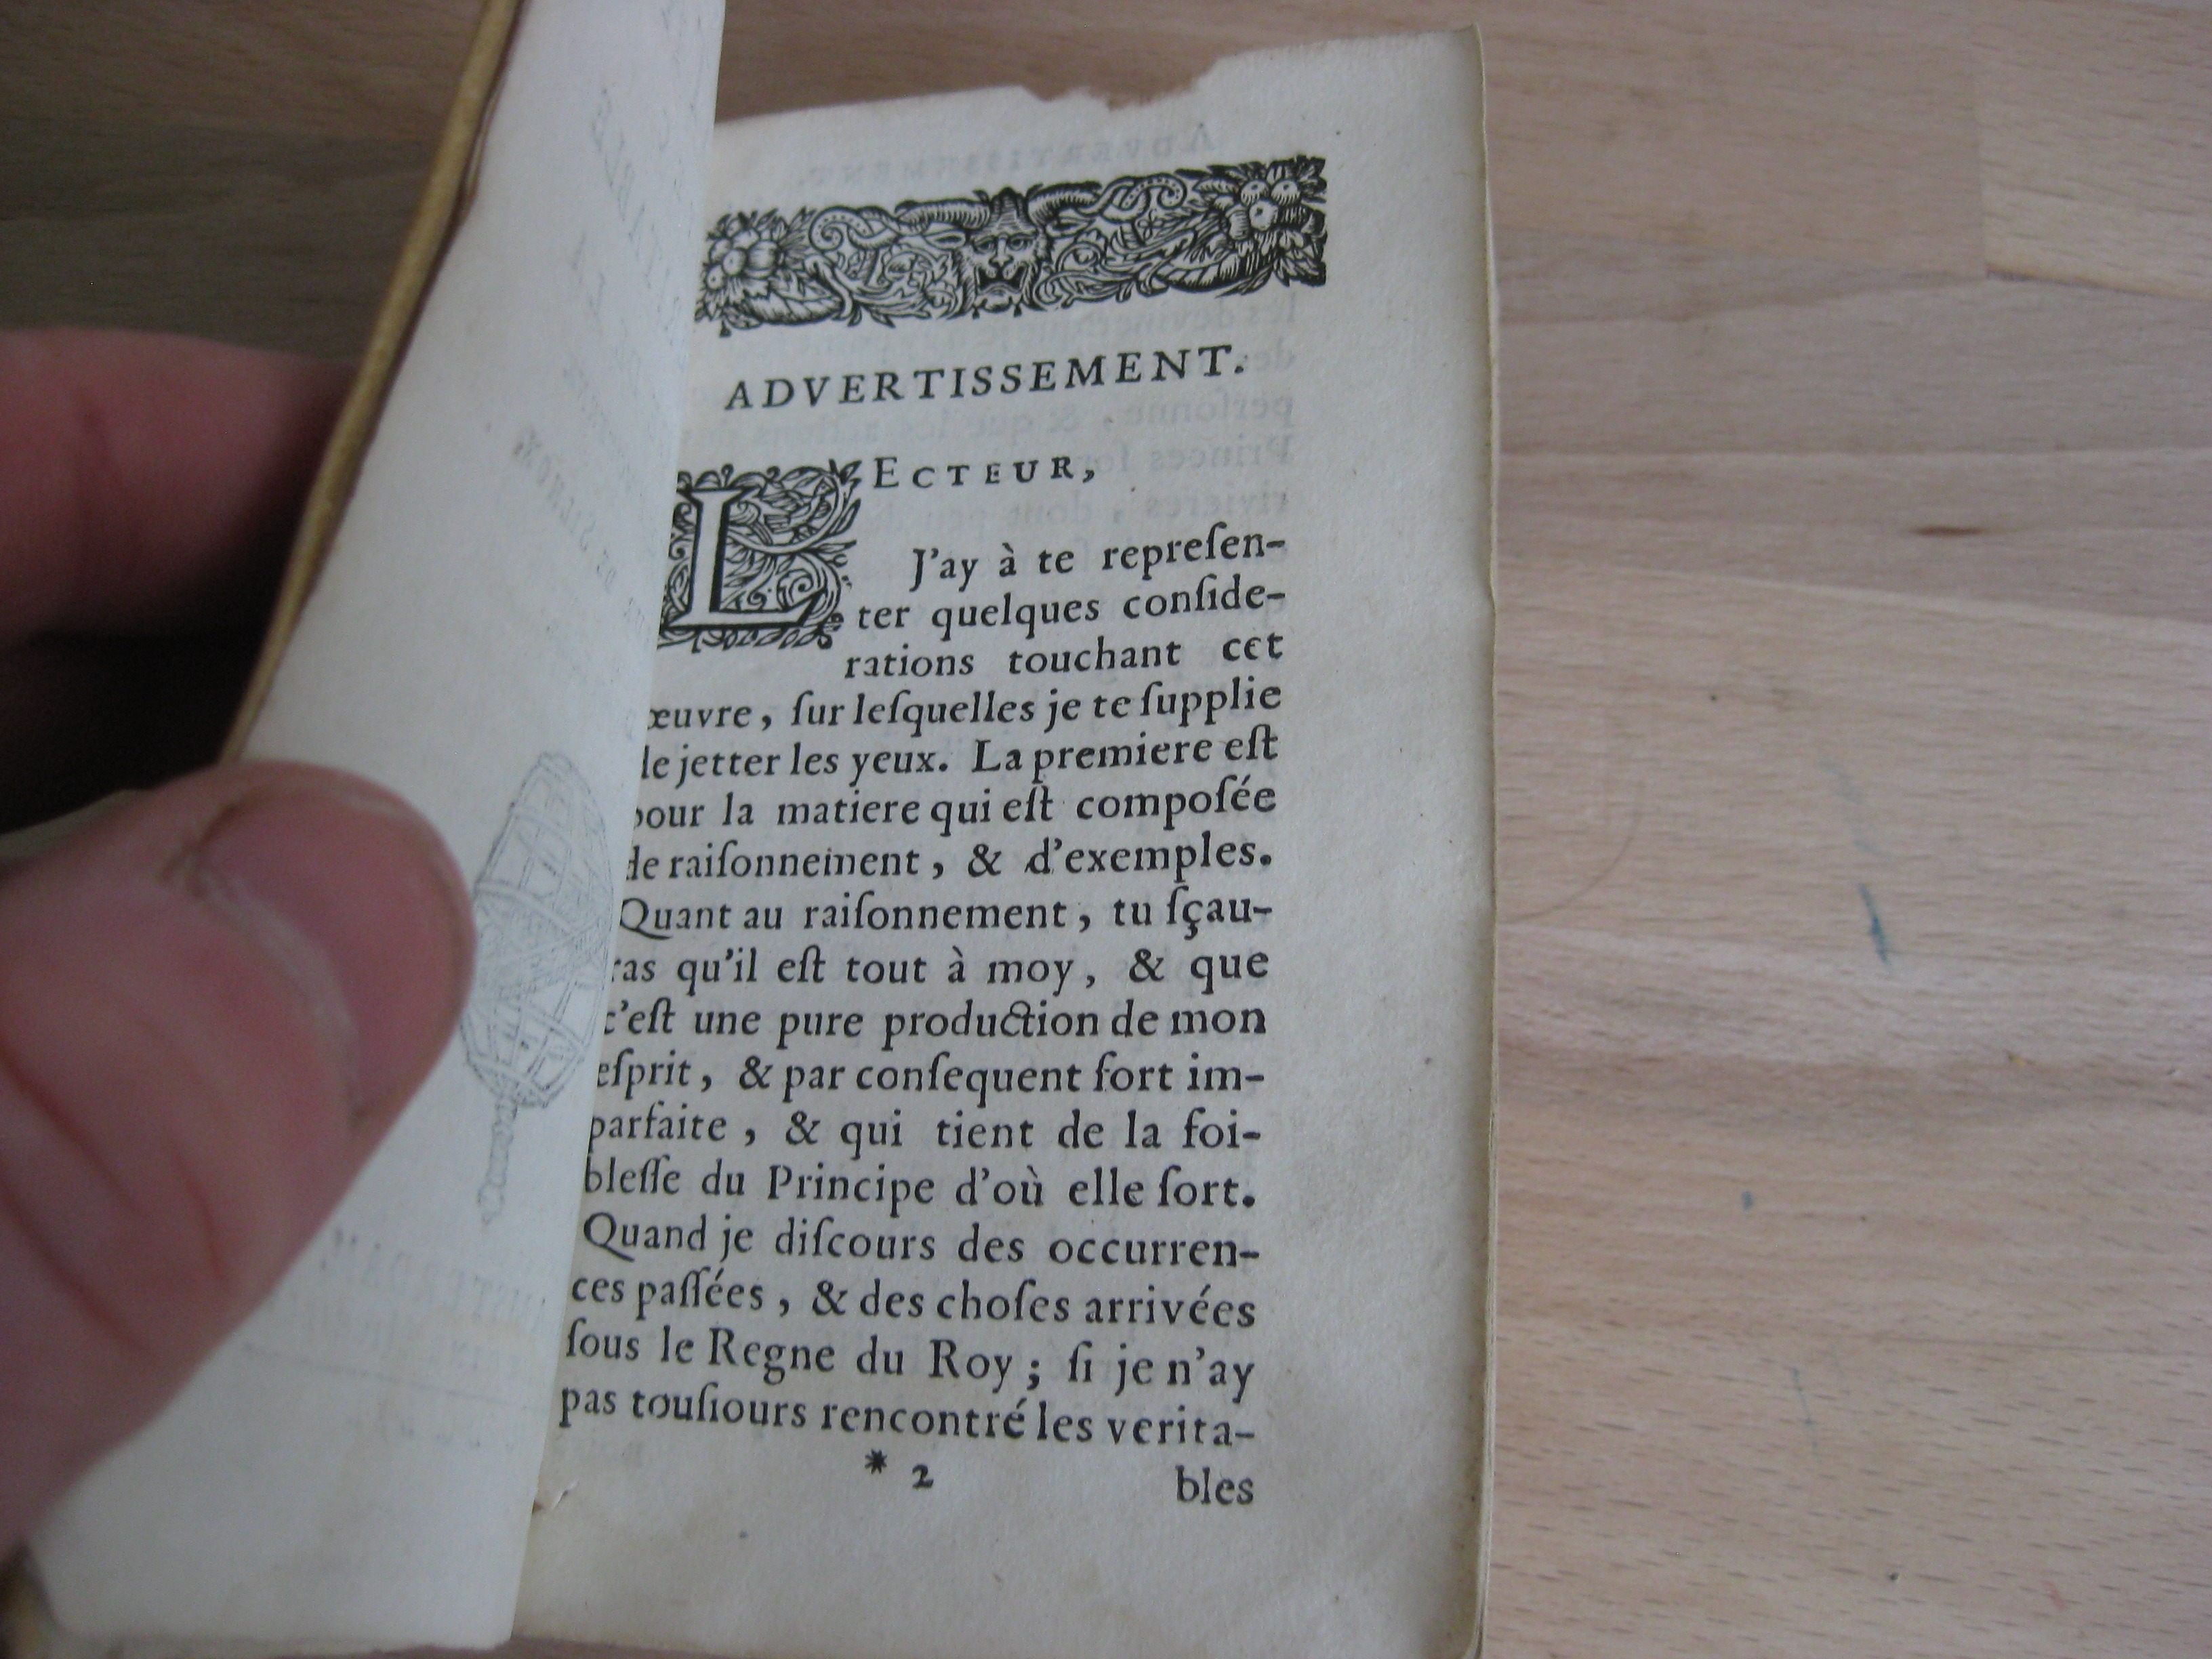 ADVERTISSEMENT.
LECTEUR,
J'ay à te repreſen-
ter quelques conſide-
rations touchant cet
œuvre, ſur leſquelles je te ſupplie
de jetter les yeux. La premiere eſt
pour la matiere qui eſt compoſée
de raiſonnement, & d'exemples.
Quant au raiſonnement, tu ſçau-
ras qu'il eſt tout à moy, & que
c'eſt une pure production de mon
eſprit, & par conſequent fort im-
parfaite, & qui tient de la foi-
bleſſe du Principe d'où elle ſort.
Quand je diſcours des occurren-
ces paſſées, & des choſes arrivées
ſous le Regne du Roy; ſi je n'ay
pas touſiours rencontré les verita-
* 2 bles